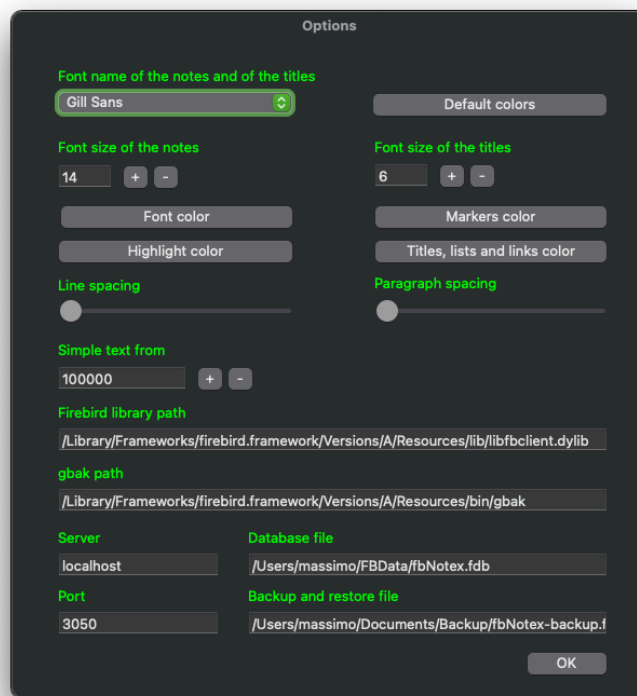 Options
Font name of the notes and of the titles
Gill Sans
Default colors
Font size of the notes
Font size of the titles
14 + -
6 + -
Font color
Markers color
Highlight color
Titles, lists and links color
Line spacing
Paragraph spacing
Simple text from
100000 + -
Firebird library path
/Library/Frameworks/firebird.framework/Versions/A/Resources/lib/libfbclient.dylib
gbak path
/Library/Frameworks/firebird.framework/Versions/A/Resources/bin/gbak
Server
Database file
localhost
/Users/massimo/FBData/fbNotex.fdb
Port
Backup and restore file
3050
/Users/massimo/Documents/Backup/fbNotex-backup.f
OK